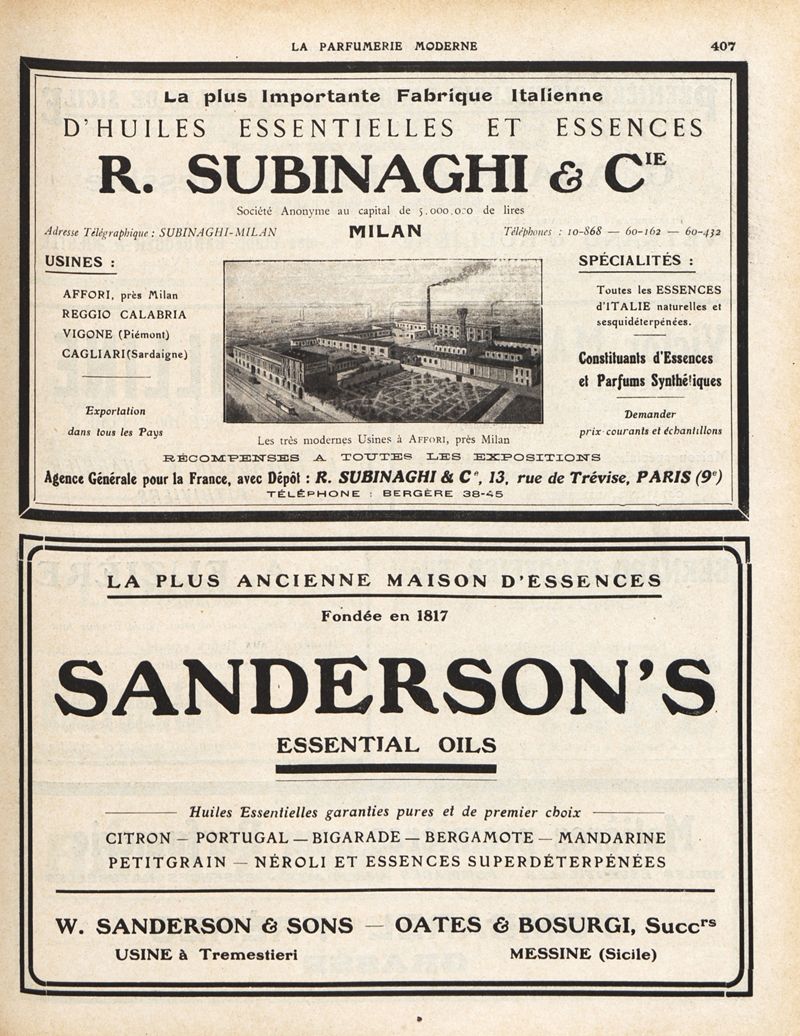 LA PARFUMERIE MODERNE 407
La plus Importante Fabrique Italienne
D'HUILES ESSENTIELLES ET ESSENCES
R. SUBINAGHI & CIE
Société Anonyme au capital de 5.000.000 de lires
Adresse Télégraphique : SUBINAGHI-MILAN MILAN Téléphones : 10-868 — 60-162 — 60-432
USINES :
AFFORI, près Milan
REGGIO CALABRIA
VIGONE (Piémont)
CAGLIARI (Sardaigne)
Exportation
dans tous les Pays
Les très modernes Usines à AFFORI, près Milan
SPÉCIALITÉS :
Toutes les ESSENCES
d'ITALIE naturelles et
sesquidéterpénées.
Constituants d'Essences
et Parfums Synthétiques
Demander
prix-courants et échantillons
RÉCOMPENSES A TOUTES LES EXPOSITIONS
Agence Générale pour la France, avec Dépôt : R. SUBINAGHI & Cie, 13, rue de Trévise, PARIS (9e)
TÉLÉPHONE : BERGÈRE 38-45
LA PLUS ANCIENNE MAISON D'ESSENCES
Fondée en 1817
SANDERSON'S
ESSENTIAL OILS
Huiles Essentielles garanties pures et de premier choix
CITRON — PORTUGAL — BIGARADE — BERGAMOTE — MANDARINE
PETITGRAIN — NÉROLI ET ESSENCES SUPERDÉTERPÉNÉES
W. SANDERSON & SONS — OATES & BOSURGI, Succrs
USINE à Tremestieri MESSINE (Sicile)